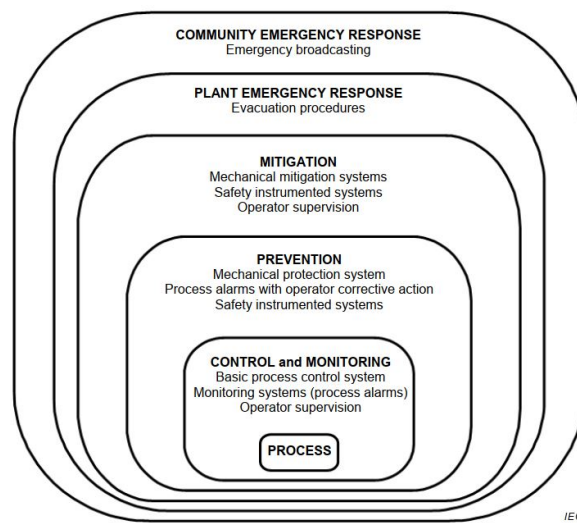 COMMUNITY EMERGENCY RESPONSE
Emergency broadcasting
PLANT EMERGENCY RESPONSE
Evacuation procedures
MITIGATION
Mechanical mitigation systems
Safety instrumented systems
Operator supervision
PREVENTION
Mechanical protection system
Process alarms with operator corrective action
Safety instrumented systems
CONTROL and MONITORING
Basic process control system
Monitoring systems (process alarms)
Operator supervision
PROCESS